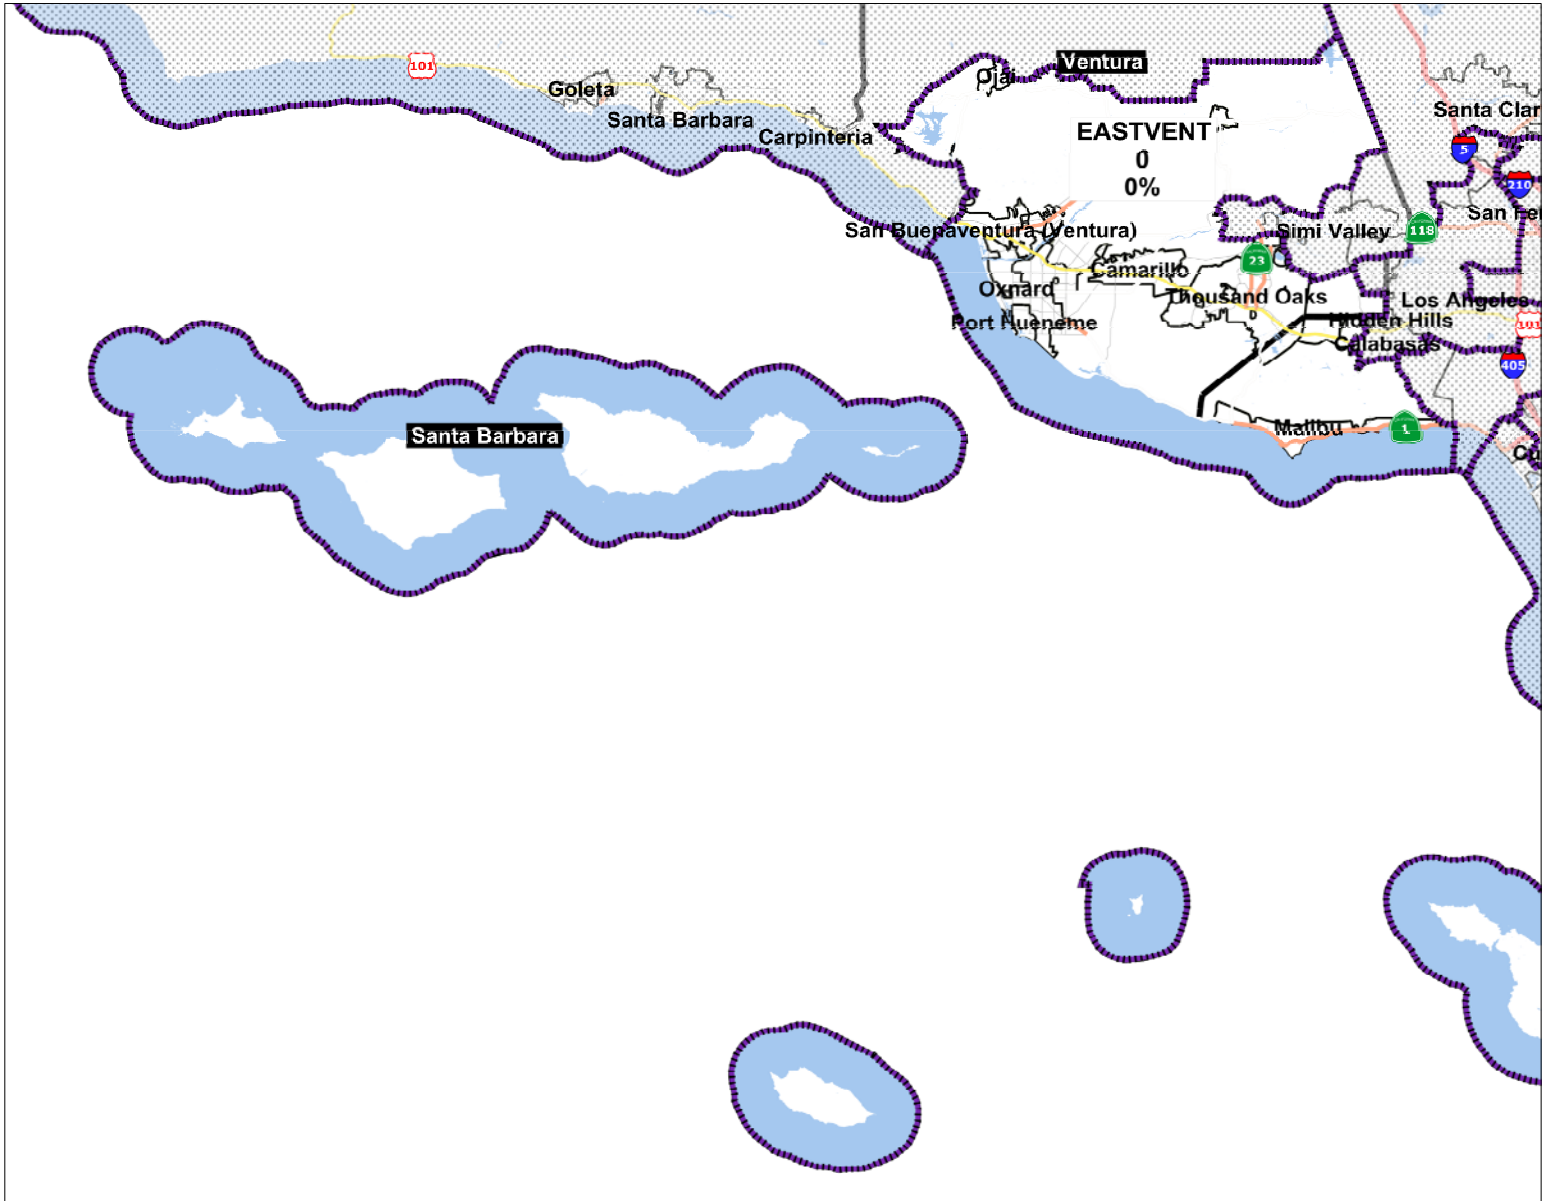 101
Goleta
Santa Barbara
Carpinteria
Ojai
Ventura
EASTVENT
0
0%
Santa Clar
5
210
San Fe
118
San Buenaventura (Ventura)
Simi Valley
23
Camarillo
Oxnard
Thousand Oaks
Los Angeles
Port Hueneme
Hidden Hills
101
Calabasas
405
Malibu
1
Santa Barbara
Cu